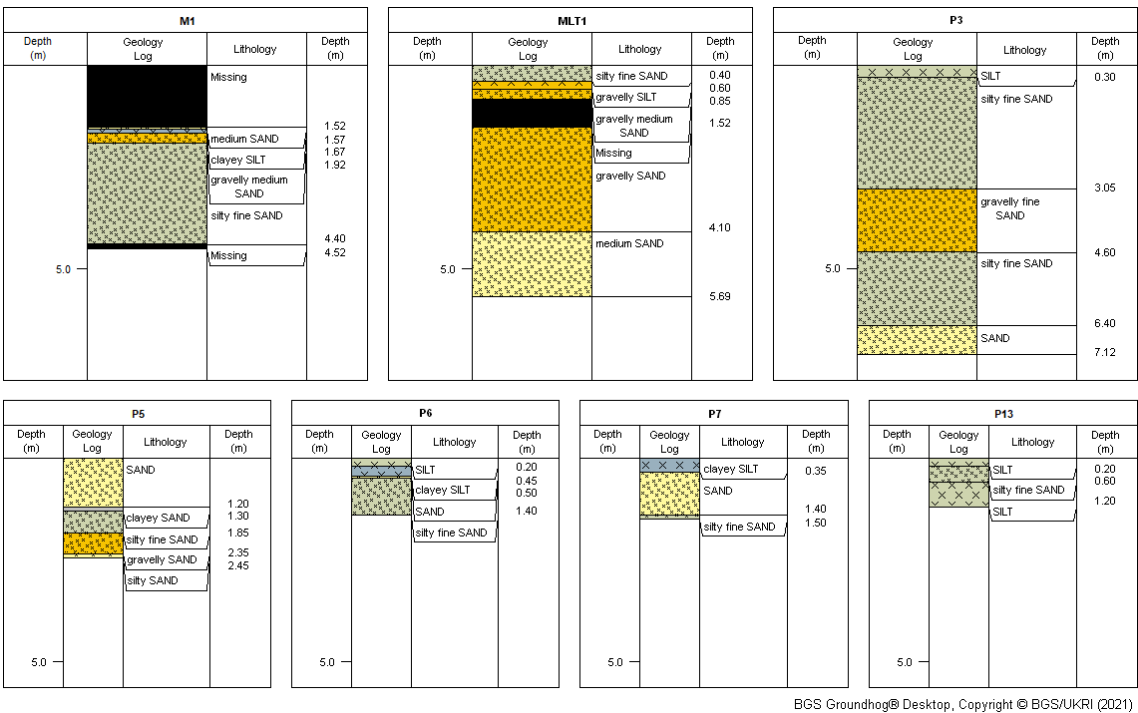 M1
Depth
(m)
Geology
Log
Lithology
Depth
(m)
Missing
1.52
medium SAND
1.57
clayey SILT
1.67
1.92
gravelly medium
SAND
silty fine SAND
4.40
Missing
4.52
5.0
MLT1
Depth
(m)
Geology
Log
Lithology
Depth
(m)
silty fine SAND
0.40
0.60
gravelly SILT
0.85
gravelly medium
SAND
1.52
Missing
gravelly SAND
4.10
medium SAND
5.0
5.69
P3
Depth
(m)
Geology
Log
Lithology
Depth
(m)
SILT
0.30
silty fine SAND
3.05
gravelly fine
SAND
4.60
silty fine SAND
5.0
6.40
SAND
7.12
P5
Depth
(m)
Geology
Log
Lithology
Depth
(m)
SAND
1.20
clayey SAND
1.30
silty fine SAND
1.85
gravelly SAND
2.35
2.45
silty SAND
5.0
P6
Depth
(m)
Geology
Log
Lithology
Depth
(m)
SILT
0.20
0.45
clayey SILT
0.50
SAND
1.40
silty fine SAND
5.0
P7
Depth
(m)
Geology
Log
Lithology
Depth
(m)
clayey SILT
0.35
SAND
1.40
silty fine SAND
1.50
5.0
P13
Depth
(m)
Geology
Log
Lithology
Depth
(m)
SILT
0.20
0.60
silty fine SAND
1.20
SILT
5.0
BGS Groundhog® Desktop, Copyright © BGS/UKRI (2021)